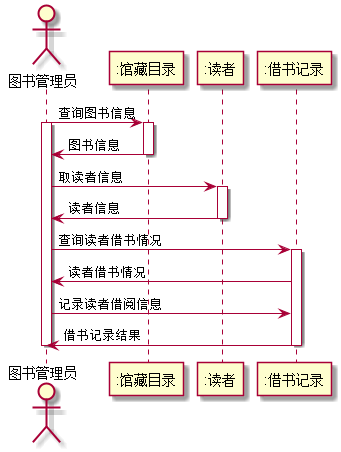 图书管理员
:馆藏目录
:读者
:借书记录
查询图书信息
图书信息
取读者信息
读者信息
查询读者借书情况
读者借书情况
记录读者借阅信息
借书记录结果
图书管理员
:馆藏目录
:读者
:借书记录